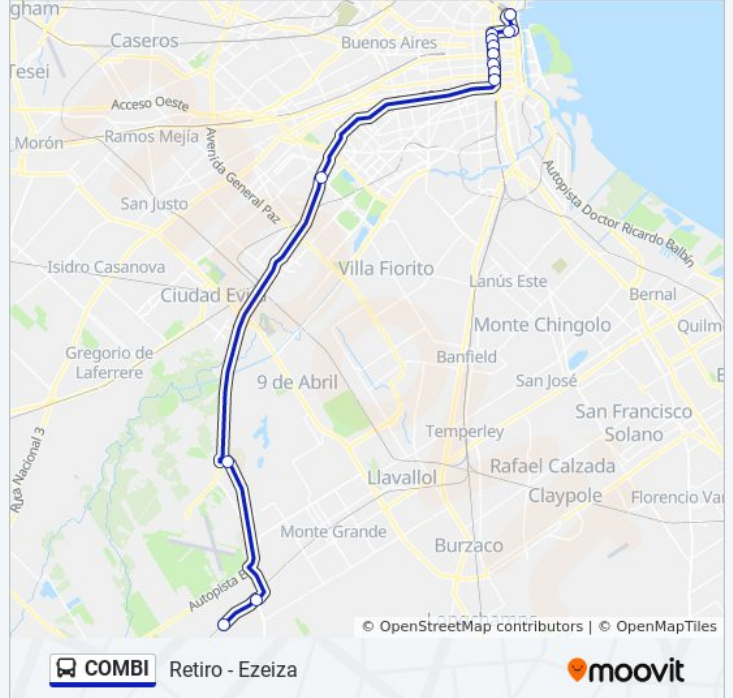 gham
Caseros
Buenos Aires
Tesei
Acceso Oeste
Morón
Ramos Mejía
Avenida General Paz
San Justo
Autopista Doctor Ricardo Balbín
Isidro Casanova
Villa Fiorito
Lanús Este
Ciudad Evita
Bernal
Monte Chingolo
Quilm
Gregorio de
Laferrere
Banfield
9 de Abril
San José
E
San Francisco
Solano
Temperley
Ruta Nacional 3
Rafael Calzada
Llavallol
Claypole
Florencio Var
Monte Grande
Burzaco
Autopista E
© OpenStreetMap contributors | © OpenMapTiles
COMBI
Retiro - Ezeiza
moovit